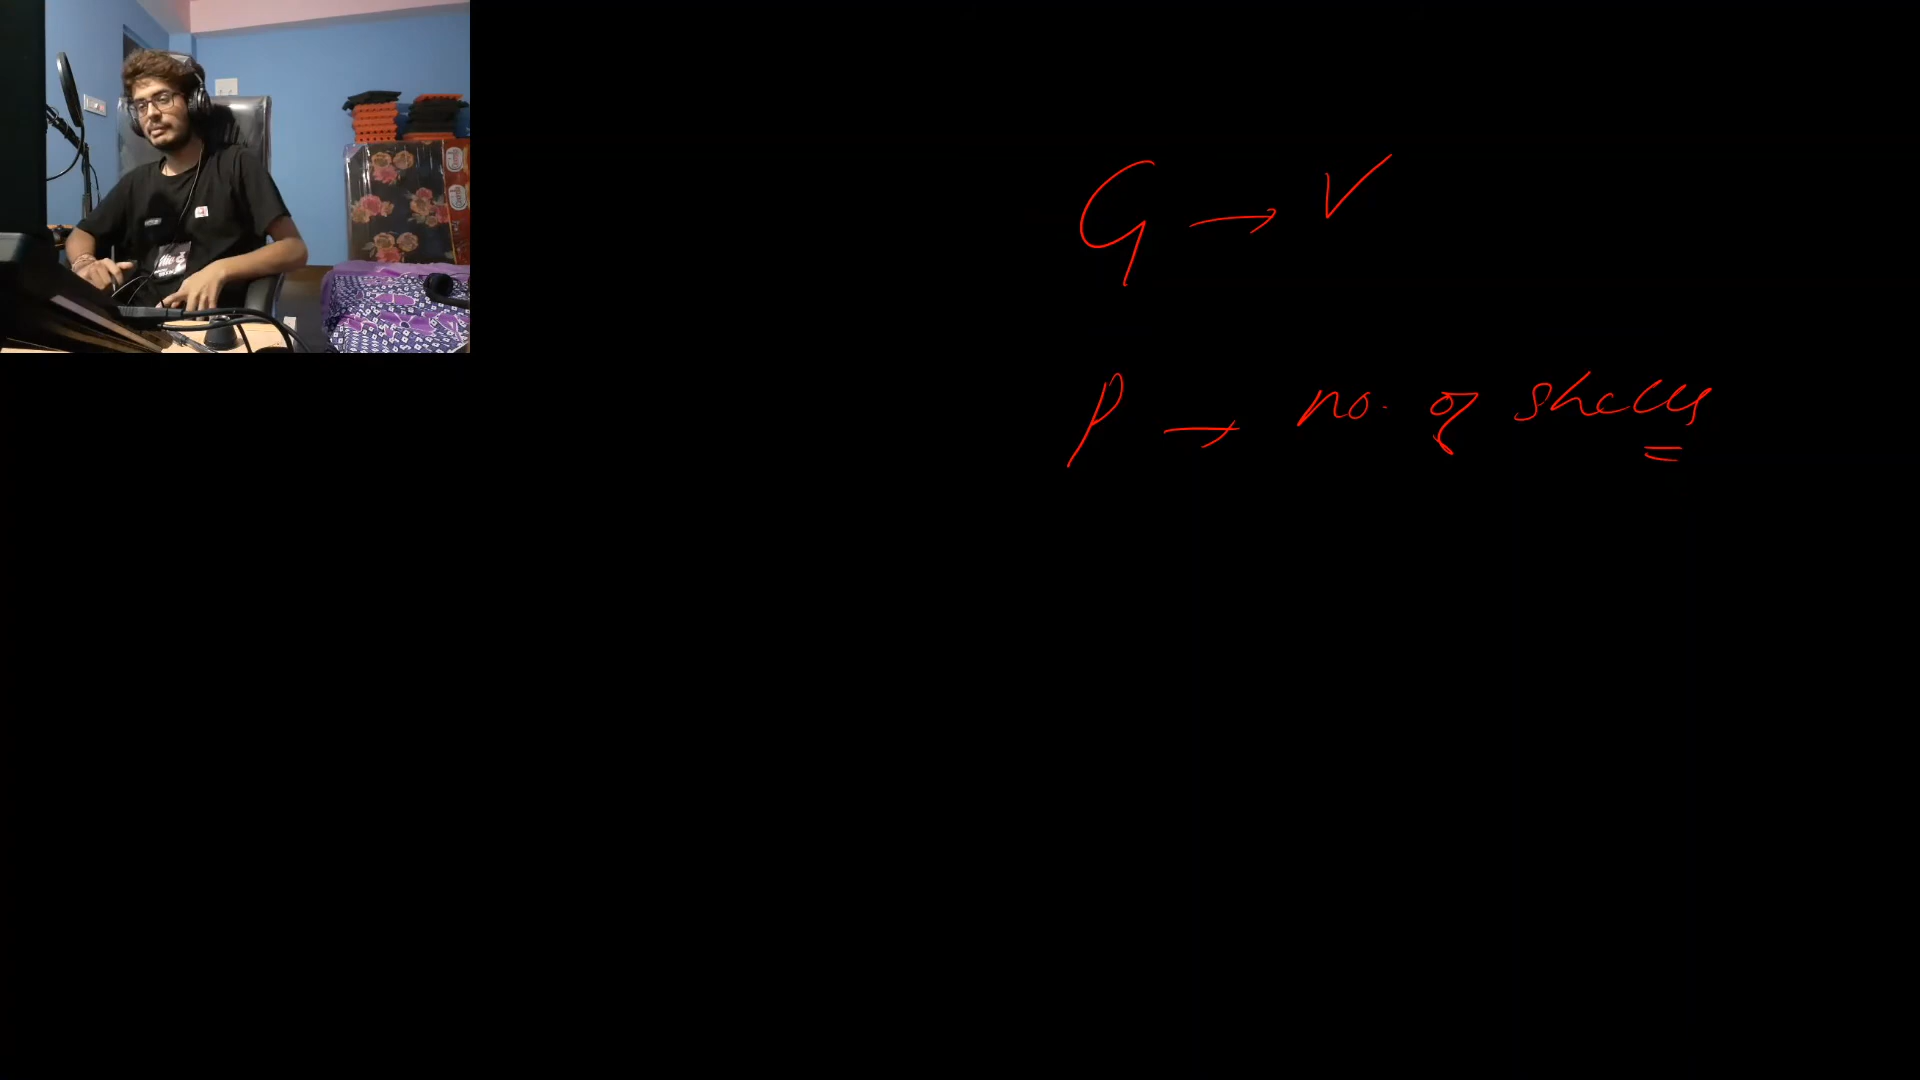 G → V
P → no. of shells